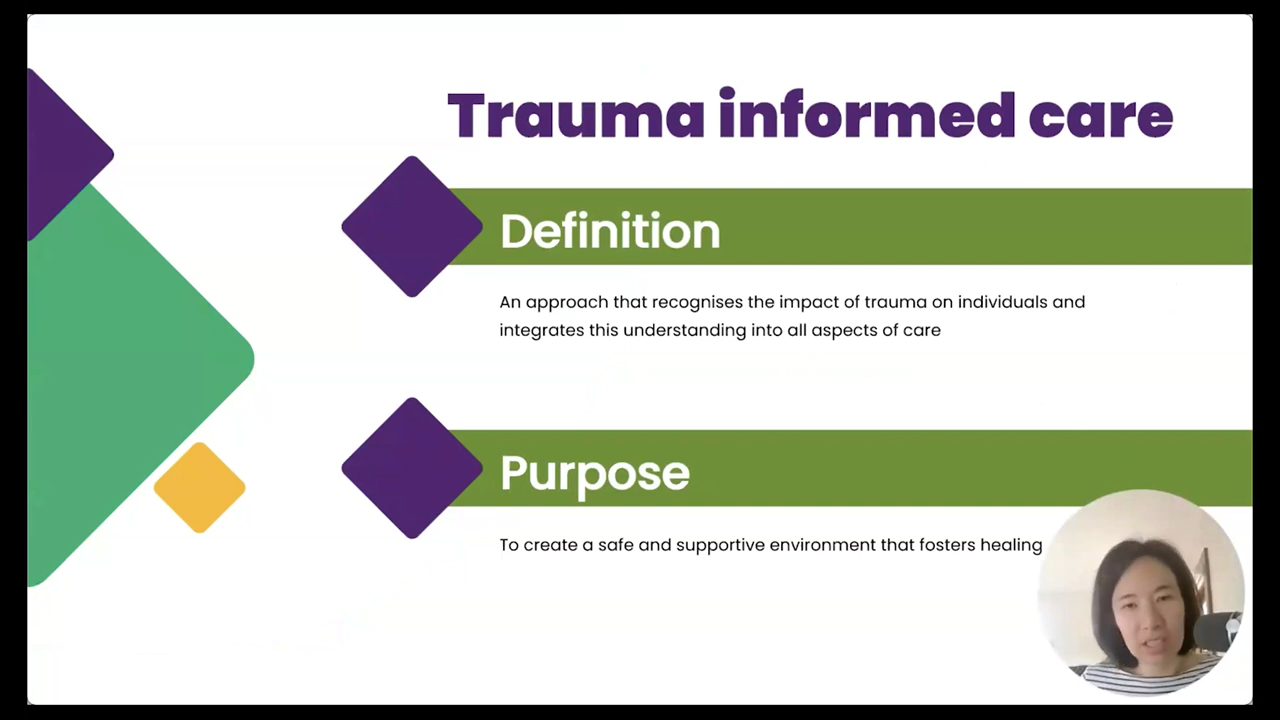 Trauma informed care
Definition
An approach that recognises the impact of trauma on individuals and
integrates this understanding into all aspects of care
Purpose
To create a safe and supportive environment that fosters healing